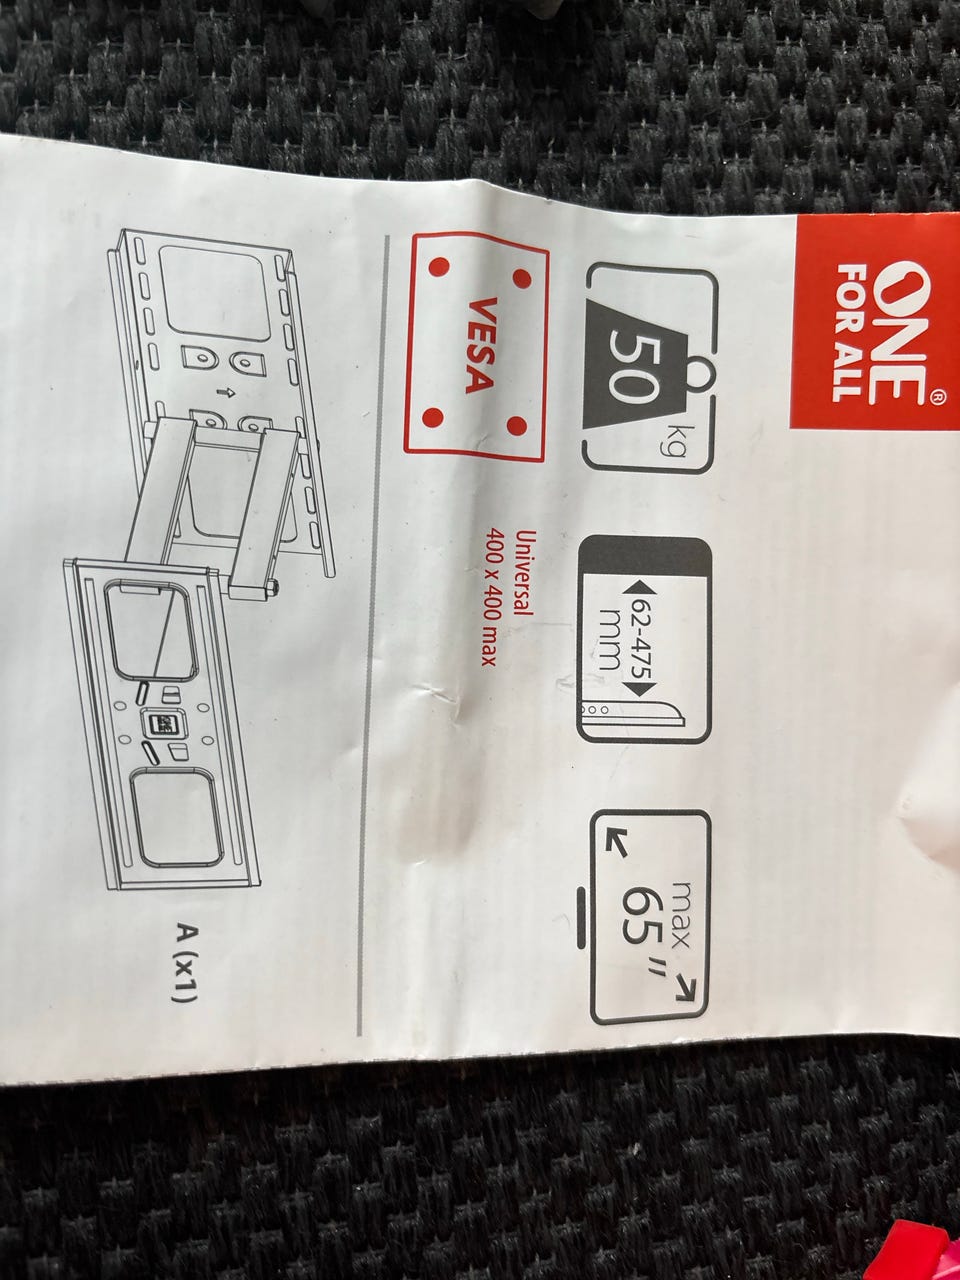 ONE®
FOR ALL
50 kg
62-475
mm
max
65"
VESA
Universal
400 x 400 max
A (x1)